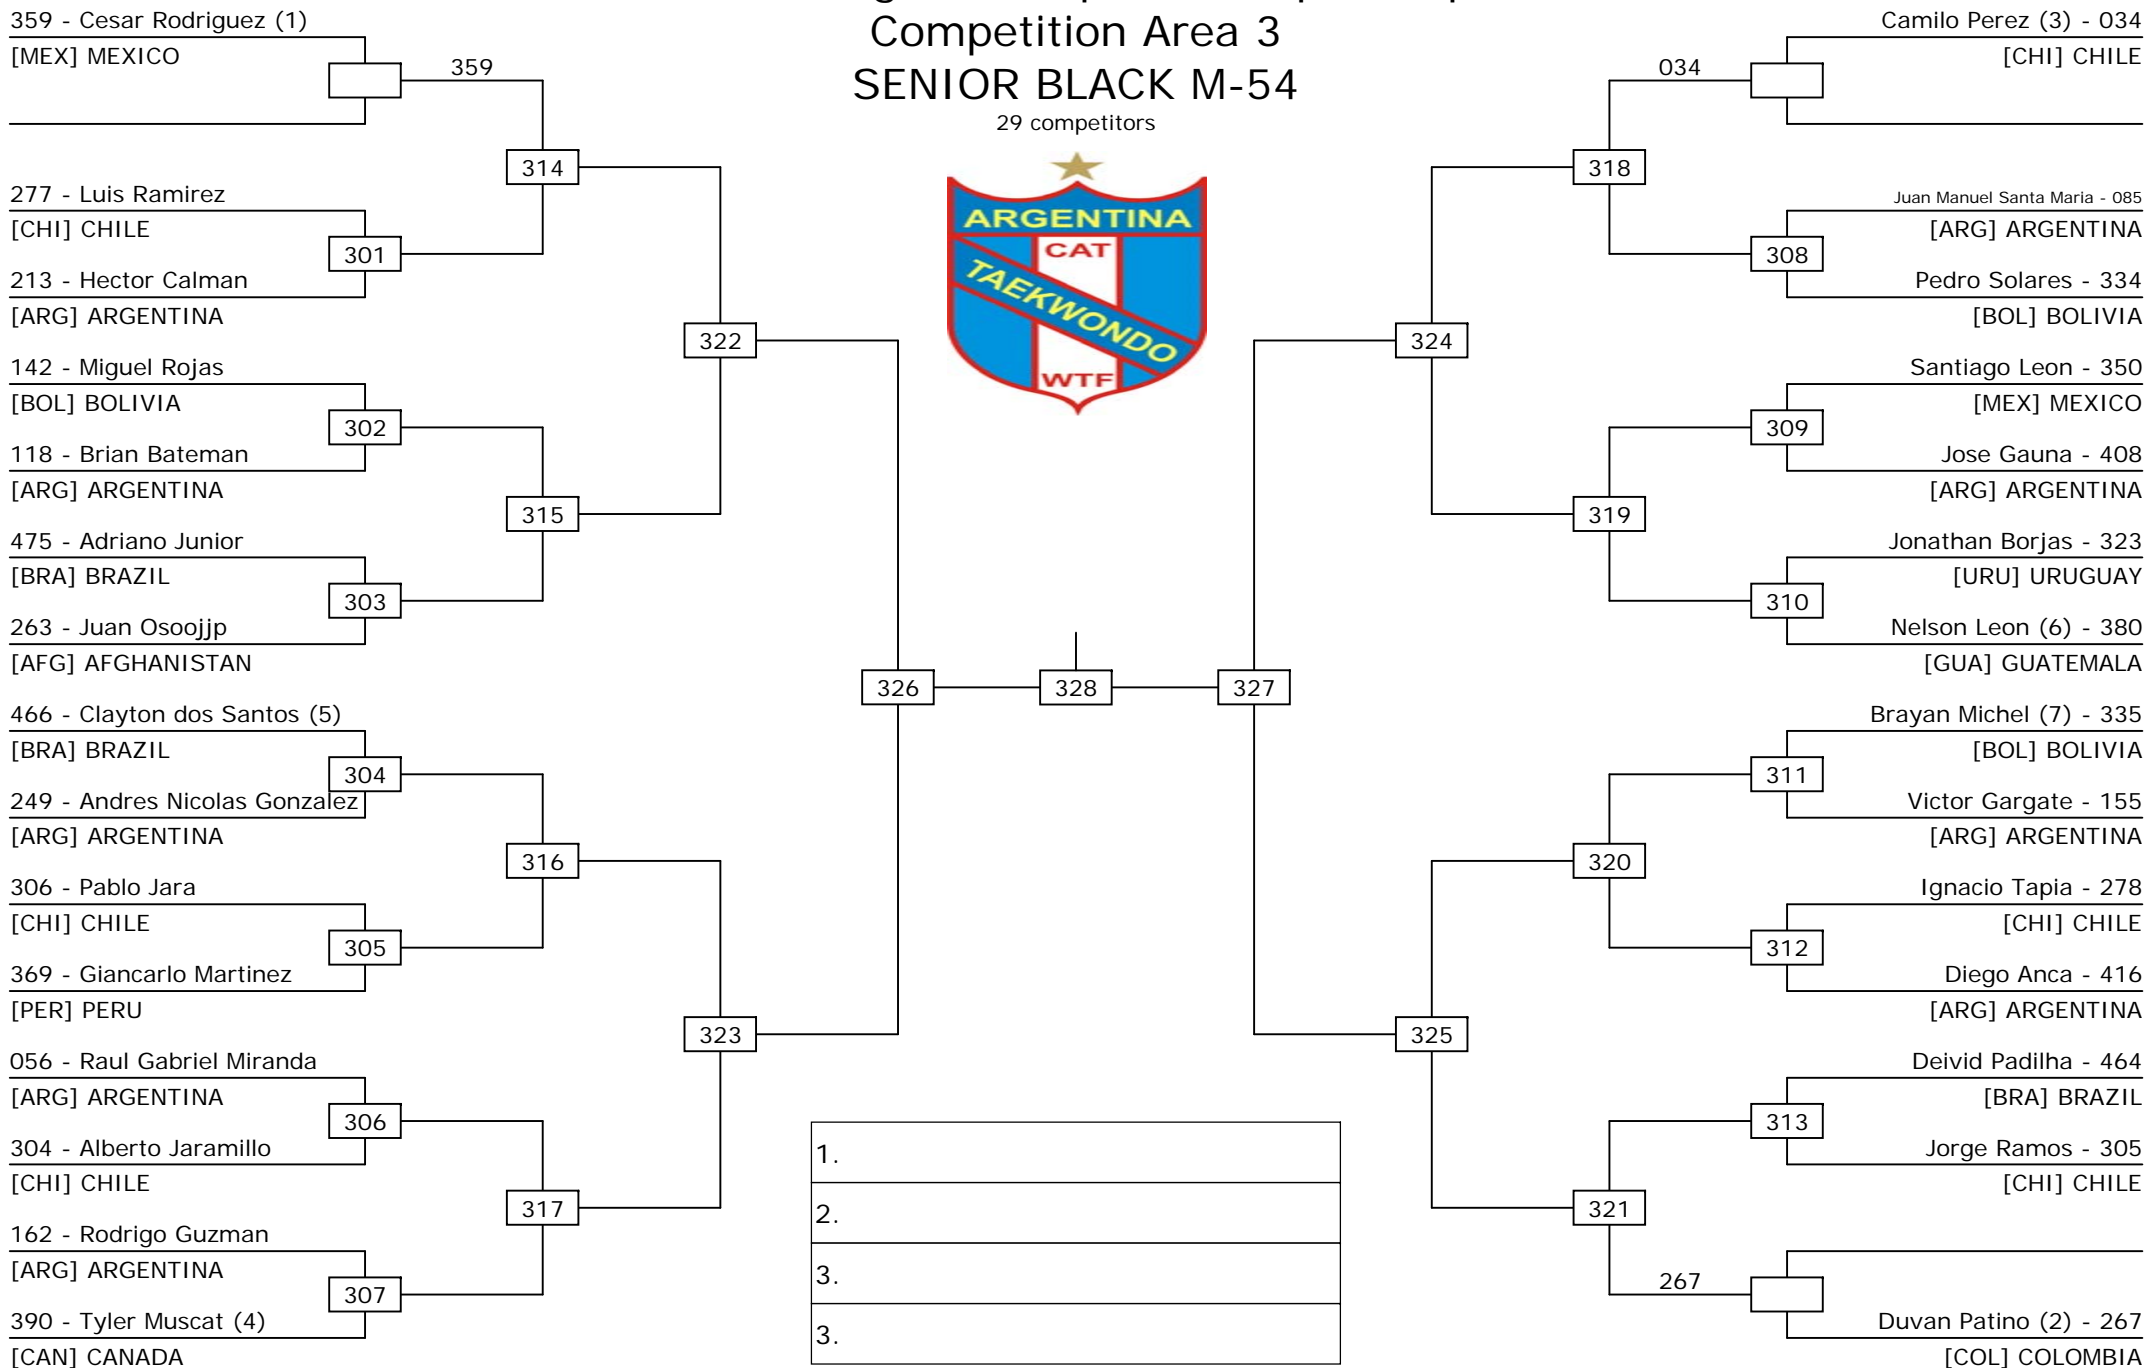 Competition Area 3
SENIOR BLACK M-54
29 competitors
ARGENTINA
CAT
TAEKWONDO
WTF
359 - Cesar Rodriguez (1)
[MEX] MEXICO
359
314
277 - Luis Ramirez
[CHI] CHILE
301
213 - Hector Calman
[ARG] ARGENTINA
322
142 - Miguel Rojas
[BOL] BOLIVIA
302
118 - Brian Bateman
[ARG] ARGENTINA
315
475 - Adriano Junior
[BRA] BRAZIL
303
263 - Juan Osoojjp
[AFG] AFGHANISTAN
326
328
327
466 - Clayton dos Santos (5)
[BRA] BRAZIL
304
249 - Andres Nicolas Gonzalez
[ARG] ARGENTINA
316
306 - Pablo Jara
[CHI] CHILE
305
369 - Giancarlo Martinez
[PER] PERU
323
056 - Raul Gabriel Miranda
[ARG] ARGENTINA
306
304 - Alberto Jaramillo
[CHI] CHILE
317
162 - Rodrigo Guzman
[ARG] ARGENTINA
307
390 - Tyler Muscat (4)
[CAN] CANADA
1.
2.
3.
3.
Camilo Perez (3) - 034
[CHI] CHILE
034
318
Juan Manuel Santa Maria - 085
[ARG] ARGENTINA
308
Pedro Solares - 334
[BOL] BOLIVIA
324
Santiago Leon - 350
[MEX] MEXICO
309
Jose Gauna - 408
[ARG] ARGENTINA
319
Jonathan Borjas - 323
[URU] URUGUAY
310
Nelson Leon (6) - 380
[GUA] GUATEMALA
Brayan Michel (7) - 335
[BOL] BOLIVIA
311
Victor Gargate - 155
[ARG] ARGENTINA
320
Ignacio Tapia - 278
[CHI] CHILE
312
Diego Anca - 416
[ARG] ARGENTINA
325
Deivid Padilha - 464
[BRA] BRAZIL
313
Jorge Ramos - 305
[CHI] CHILE
321
267
Duvan Patino (2) - 267
[COL] COLOMBIA